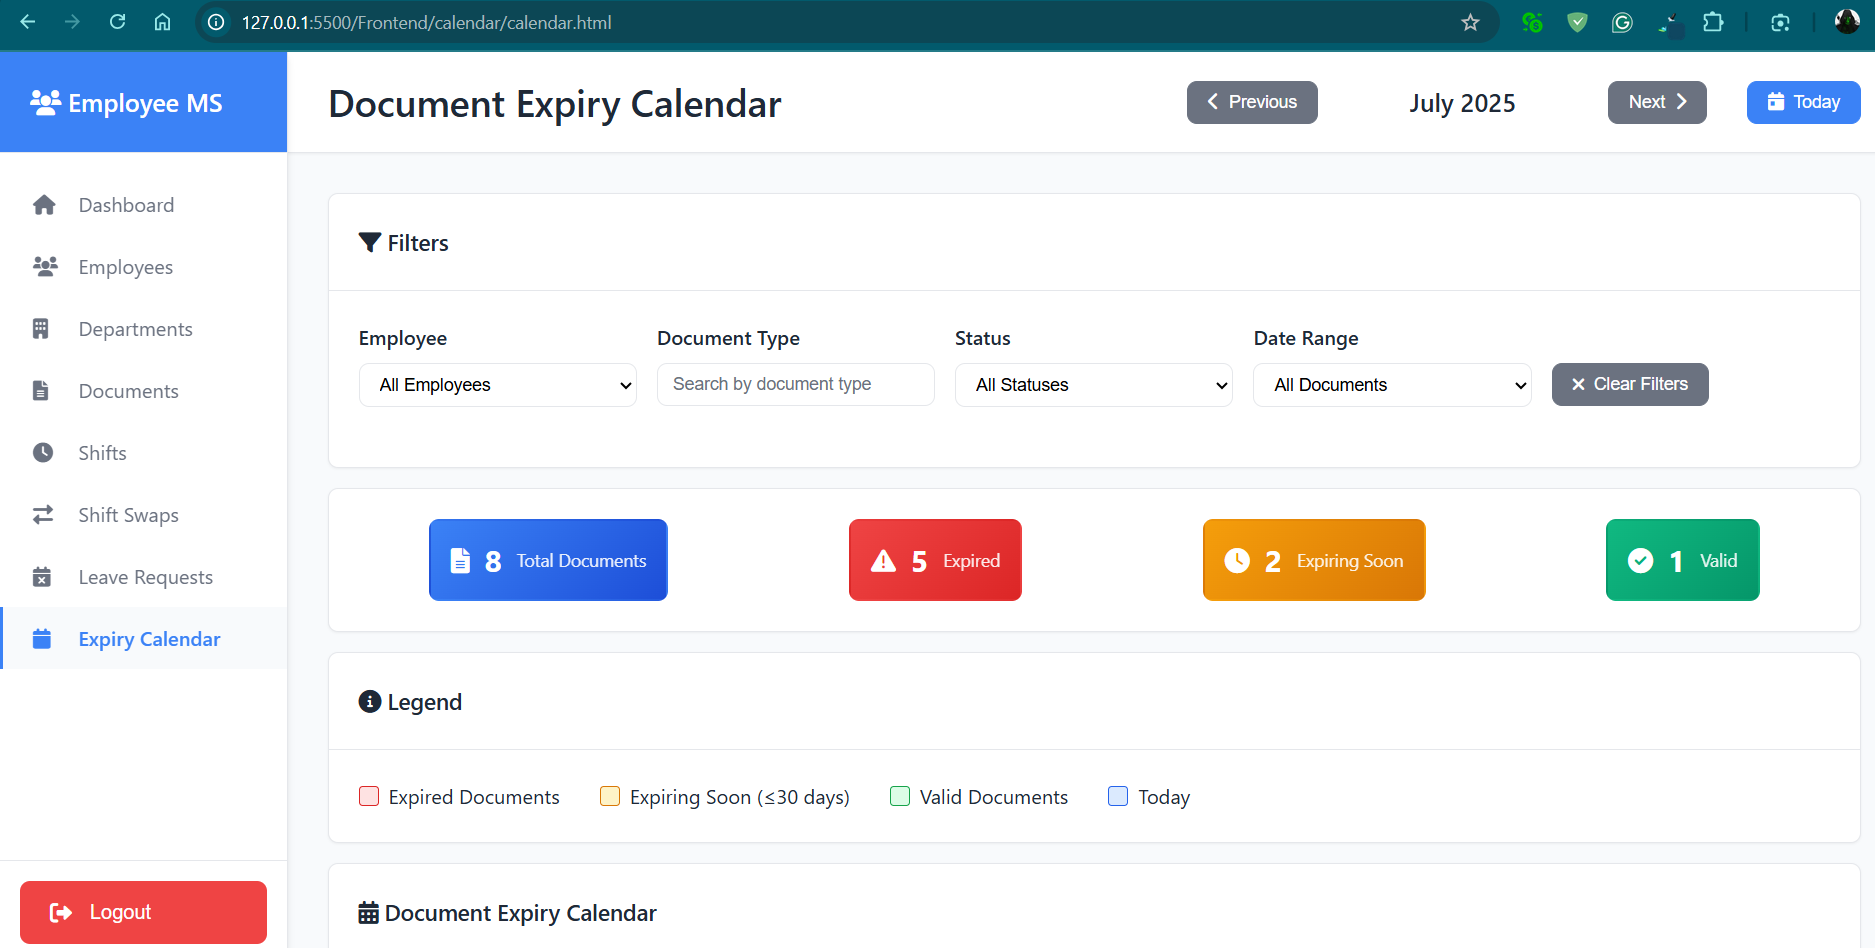 127.0.0.1:5500/Frontend/calendar/calendar.html
Employee MS
Document Expiry Calendar
Previous
July 2025
Next
Today
Dashboard
Employees
Departments
Documents
Shifts
Shift Swaps
Leave Requests
Expiry Calendar
Logout
Filters
Employee
Document Type
Status
Date Range
All Employees
Search by document type
All Statuses
All Documents
Clear Filters
8 Total Documents
5 Expired
2 Expiring Soon
1 Valid
Legend
Expired Documents
Expiring Soon (≤30 days)
Valid Documents
Today
Document Expiry Calendar